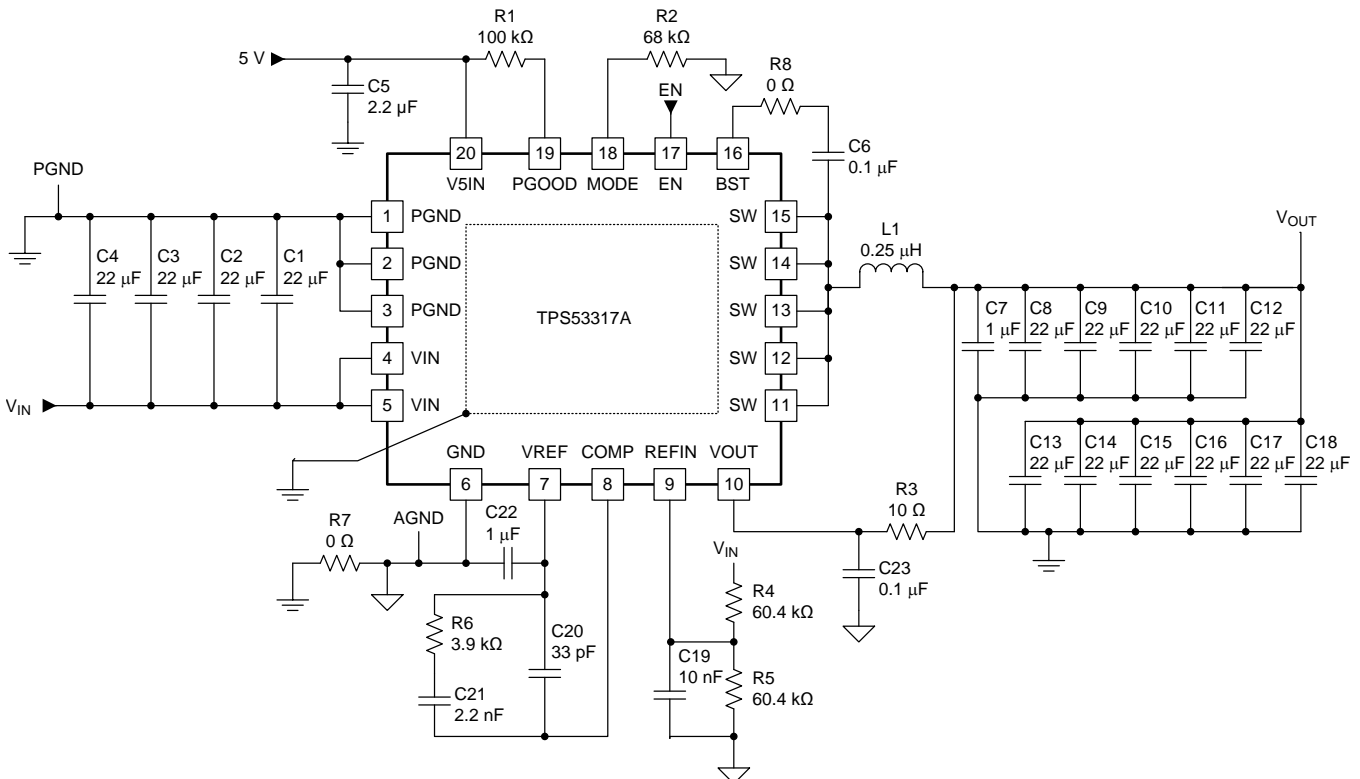 R1
100 kΩ
R2
68 kΩ
5 V
C5
2.2 µF
EN
R8
0 Ω
C6
0.1 µF
20
19
18
17
16
V5IN
PGOOD
MODE
EN
BST
PGND
1
PGND
2
PGND
3
PGND
4
VIN
5
VIN
C4
22 µF
C3
22 µF
C2
22 µF
C1
22 µF
VIN
TPS53317A
SW
15
SW
14
SW
13
SW
12
SW
11
L1
0.25 µH
VOUT
C7
1 µF
C8
22 µF
C9
22 µF
C10
22 µF
C11
22 µF
C12
22 µF
C13
22 µF
C14
22 µF
C15
22 µF
C16
22 µF
C17
22 µF
C18
22 µF
GND
VREF
COMP
REFIN
VOUT
6
7
8
9
10
R7
0 Ω
AGND
C22
1 µF
R3
10 Ω
C23
0.1 µF
VIN
R4
60.4 kΩ
R6
3.9 kΩ
C20
33 pF
C21
2.2 nF
C19
10 nF
R5
60.4 kΩ